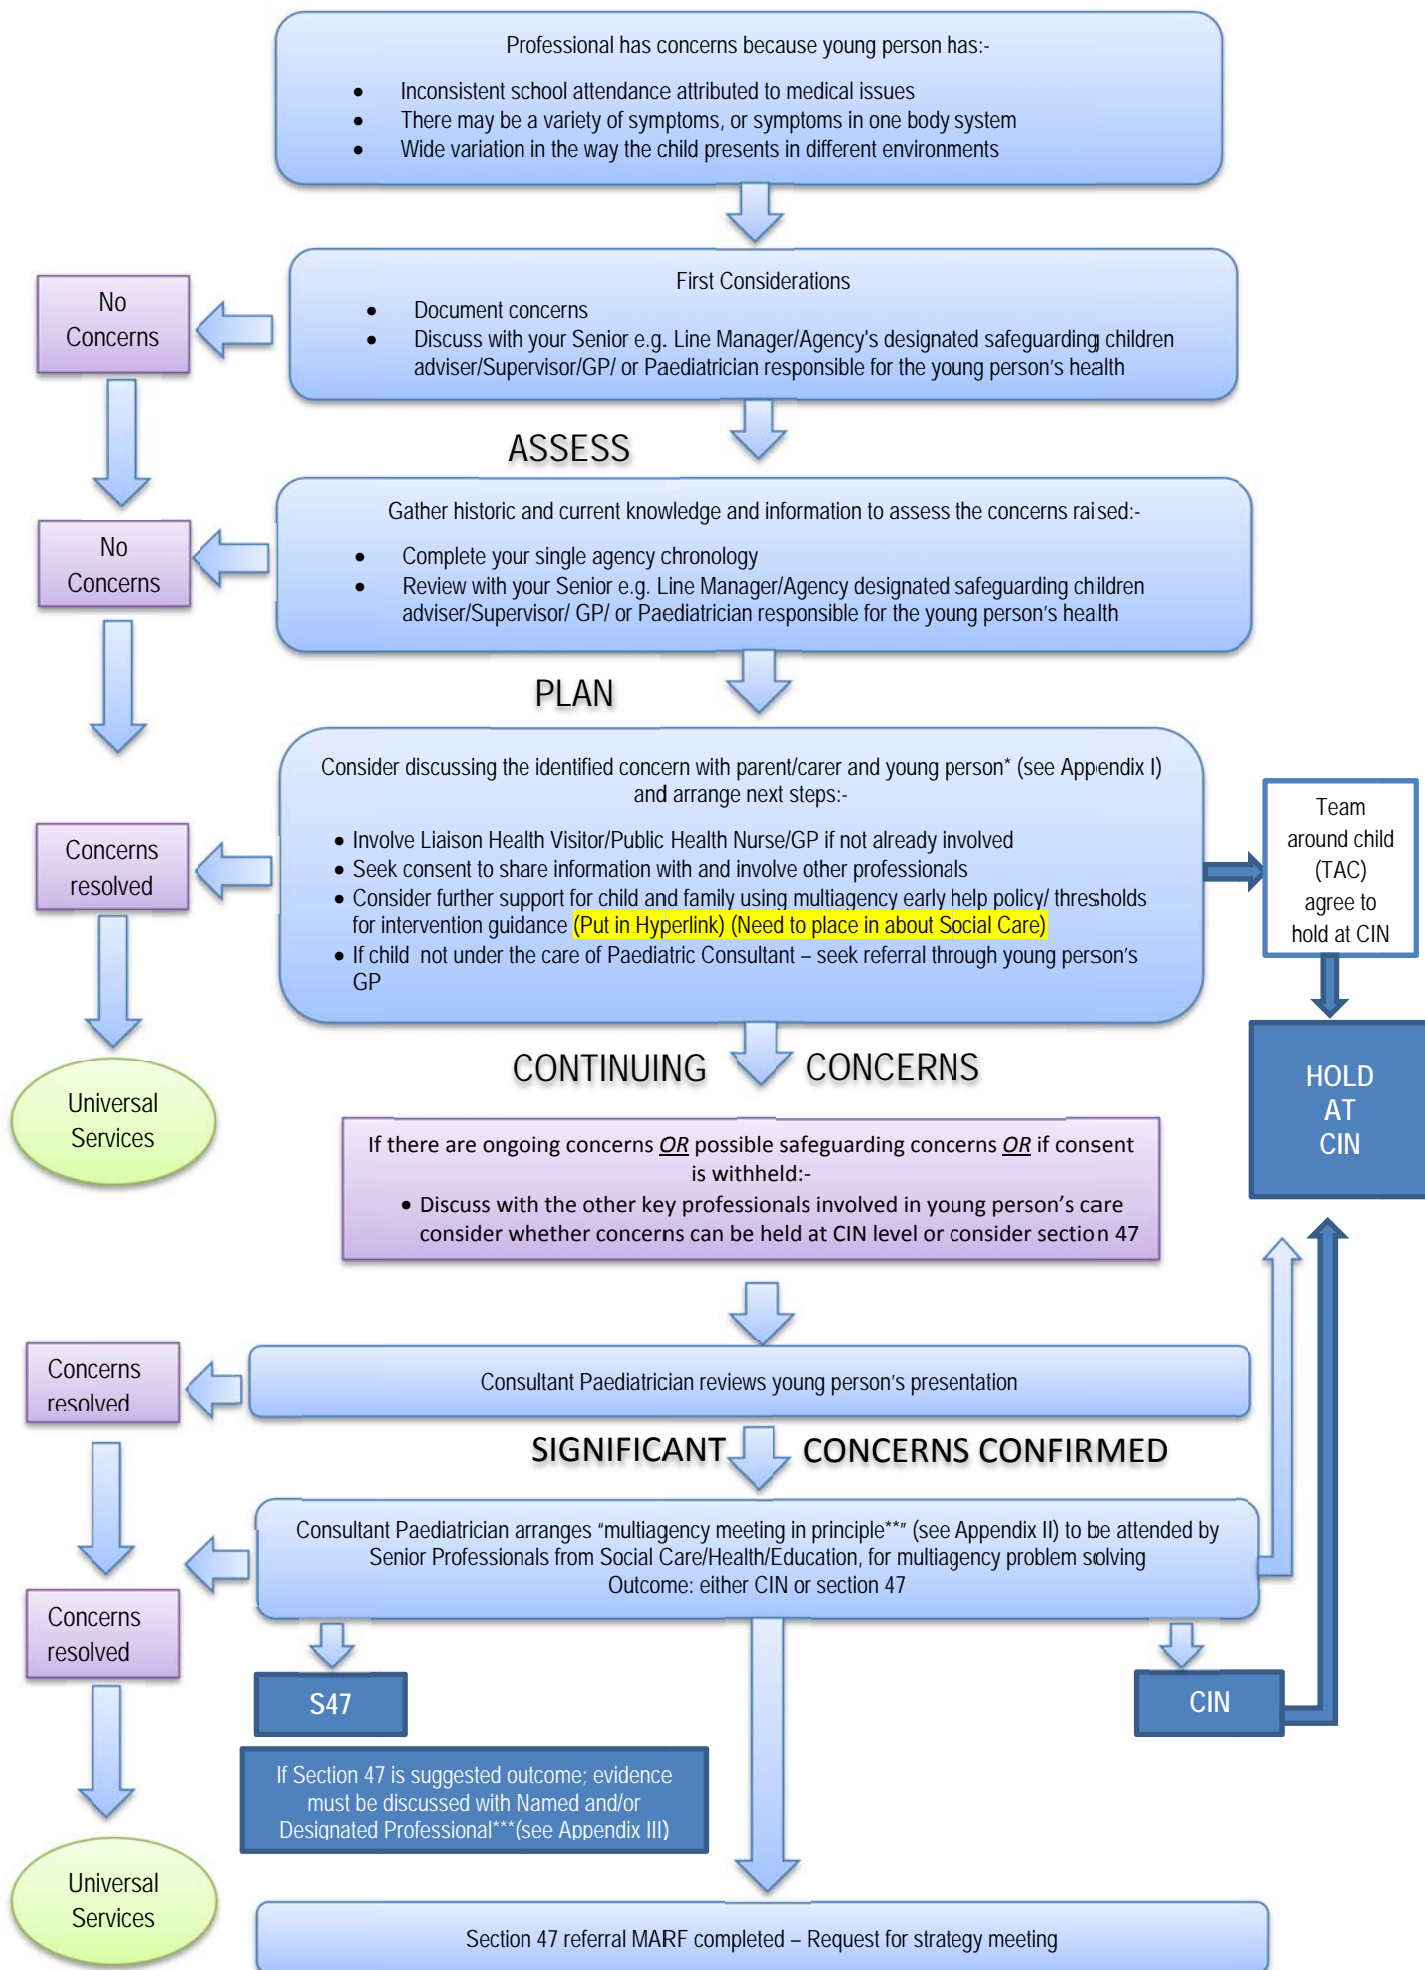 Professional has concerns because young person has:-
• Inconsistent school attendance attributed to medical issues
• There may be a variety of symptoms, or symptoms in one body system
• Wide variation in the way the child presents in different environments
First Considerations
• Document concerns
• Discuss with your Senior e.g. Line Manager/Agency's designated safeguarding children
adviser/Supervisor/GP/ or Paediatrician responsible for the young person's health
No
Concerns
ASSESS
Gather historic and current knowledge and information to assess the concerns raised:-
• Complete your single agency chronology
• Review with your Senior e.g. Line Manager/Agency designated safeguarding children
adviser/Supervisor/ GP/ or Paediatrician responsible for the young person's health
No
Concerns
PLAN
Consider discussing the identified concern with parent/carer and young person* (see Appendix I)
and arrange next steps:-
• Involve Liaison Health Visitor/Public Health Nurse/GP if not already involved
• Seek consent to share information with and involve other professionals
• Consider further support for child and family using multiagency early help policy/ thresholds
for intervention guidance (Put in Hyperlink) (Need to place in about Social Care)
• If child not under the care of Paediatric Consultant – seek referral through young person's
GP
Concerns
resolved
Team
around child
(TAC)
agree to
hold at CIN
Universal
Services
HOLD
AT
CIN
CONTINUING CONCERNS
If there are ongoing concerns OR possible safeguarding concerns OR if consent
is withheld:-
• Discuss with the other key professionals involved in young person's care
consider whether concerns can be held at CIN level or consider section 47
Consultant Paediatrician reviews young person's presentation
Concerns
resolved
SIGNIFICANT CONCERNS CONFIRMED
Consultant Paediatrician arranges "multiagency meeting in principle**" (see Appendix II) to be attended by
Senior Professionals from Social Care/Health/Education, for multiagency problem solving
Outcome: either CIN or section 47
Concerns
resolved
S47
CIN
If Section 47 is suggested outcome; evidence
must be discussed with Named and/or
Designated Professional***(see Appendix III)
Universal
Services
Section 47 referral MARF completed – Request for strategy meeting